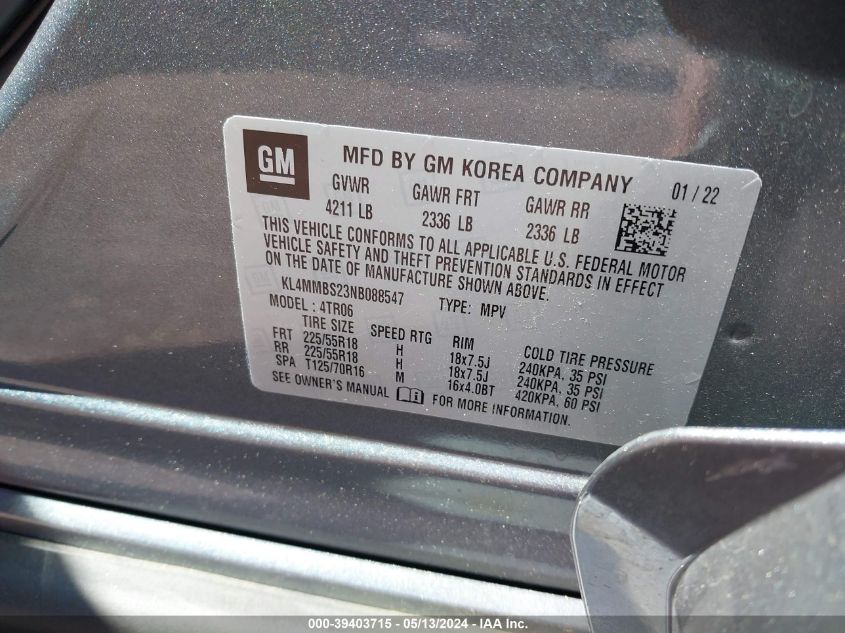 GM
MFD BY GM KOREA COMPANY 01 / 22
GVWR GAWR FRT GAWR RR
4211 LB 2336 LB 2336 LB
THIS VEHICLE CONFORMS TO ALL APPLICABLE U.S. FEDERAL MOTOR
VEHICLE SAFETY AND THEFT PREVENTION STANDARDS IN EFFECT
ON THE DATE OF MANUFACTURE SHOWN ABOVE.
KL4MMBS23NB088547 TYPE: MPV
MODEL: 4TR06
TIRE SIZE SPEED RTG RIM COLD TIRE PRESSURE
FRT 225/55R18 H 18x7.5J 240KPA, 35 PSI
RR 225/55R18 H 18x7.5J 240KPA, 35 PSI
SPA T125/70R16 M 16x4.0BT 420KPA, 60 PSI
SEE OWNER'S MANUAL FOR MORE INFORMATION.
000-39403715 - 05/13/2024 - IAA Inc.